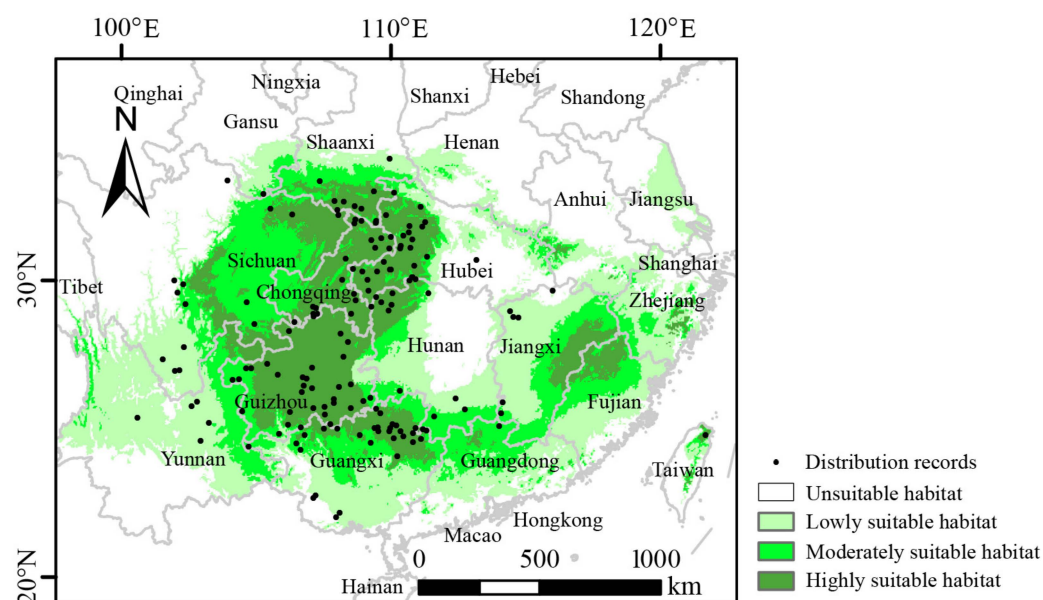 100°E 110°E 120°E
Hebei
Ningxia
Qinghai Shanxi Shandong
N
Gansu
Shaanxi Henan
Anhui Jiangsu
Sichuan Shanghai
30°N Hubei
Tibet Chongqing Zhejiang
Hunan Jiangxi
Guizhou Fujian
Yunnan Guangxi Guangdong
Taiwan
Hongkong
Macao
0 500 1000
km
20°N Hainan
Distribution records
Unsuitable habitat
Lowly suitable habitat
Moderately suitable habitat
Highly suitable habitat